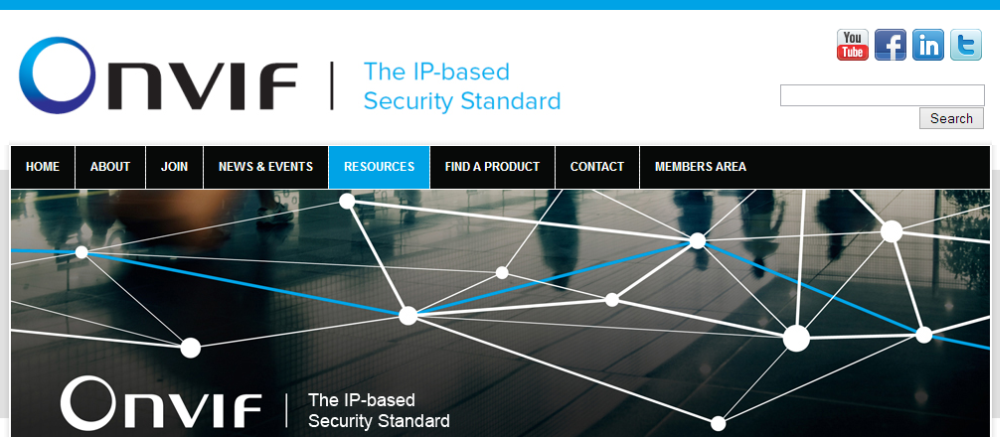 You
Tube
f
in
t
ONVIF
The IP-based
Security Standard
Search
HOME
ABOUT
JOIN
NEWS & EVENTS
RESOURCES
FIND A PRODUCT
CONTACT
MEMBERS AREA
ONVIF
The IP-based
Security Standard